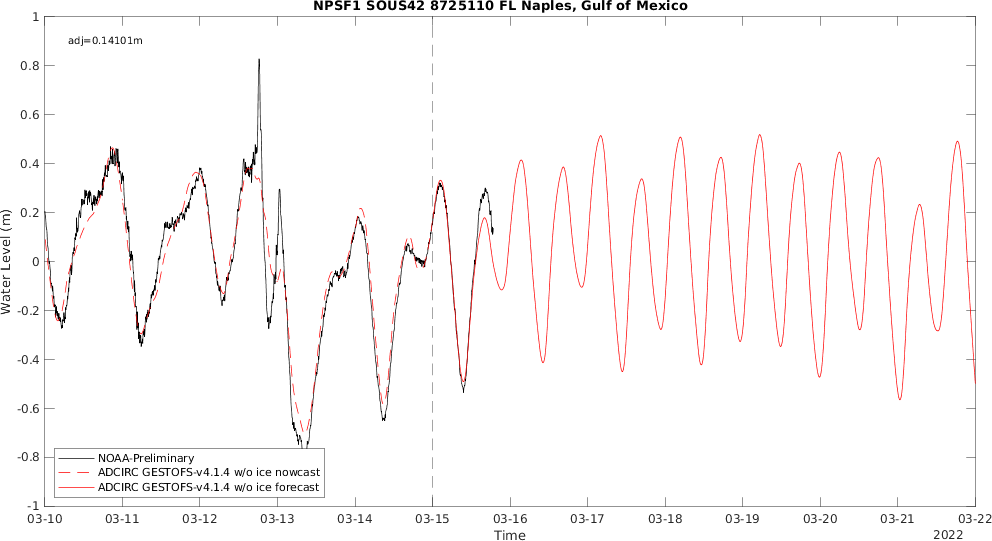 NPSF1 SOUS42 8725110 FL Naples, Gulf of Mexico
adj=0.14101m
1
0.8
0.6
0.4
0.2
0
-0.2
-0.4
-0.6
-0.8
-1
Water Level (m)
NOAA-Preliminary
ADCIRC GESTOFS-v4.1.4 w/o ice nowcast
ADCIRC GESTOFS-v4.1.4 w/o ice forecast
03-10 03-11 03-12 03-13 03-14 03-15 03-16 03-17 03-18 03-19 03-20 03-21 03-22
Time
2022